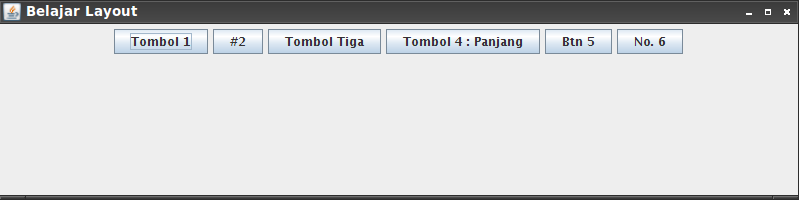 Belajar Layout
Tombol 1 #2 Tombol Tiga Tombol 4 : Panjang Btn 5 No. 6